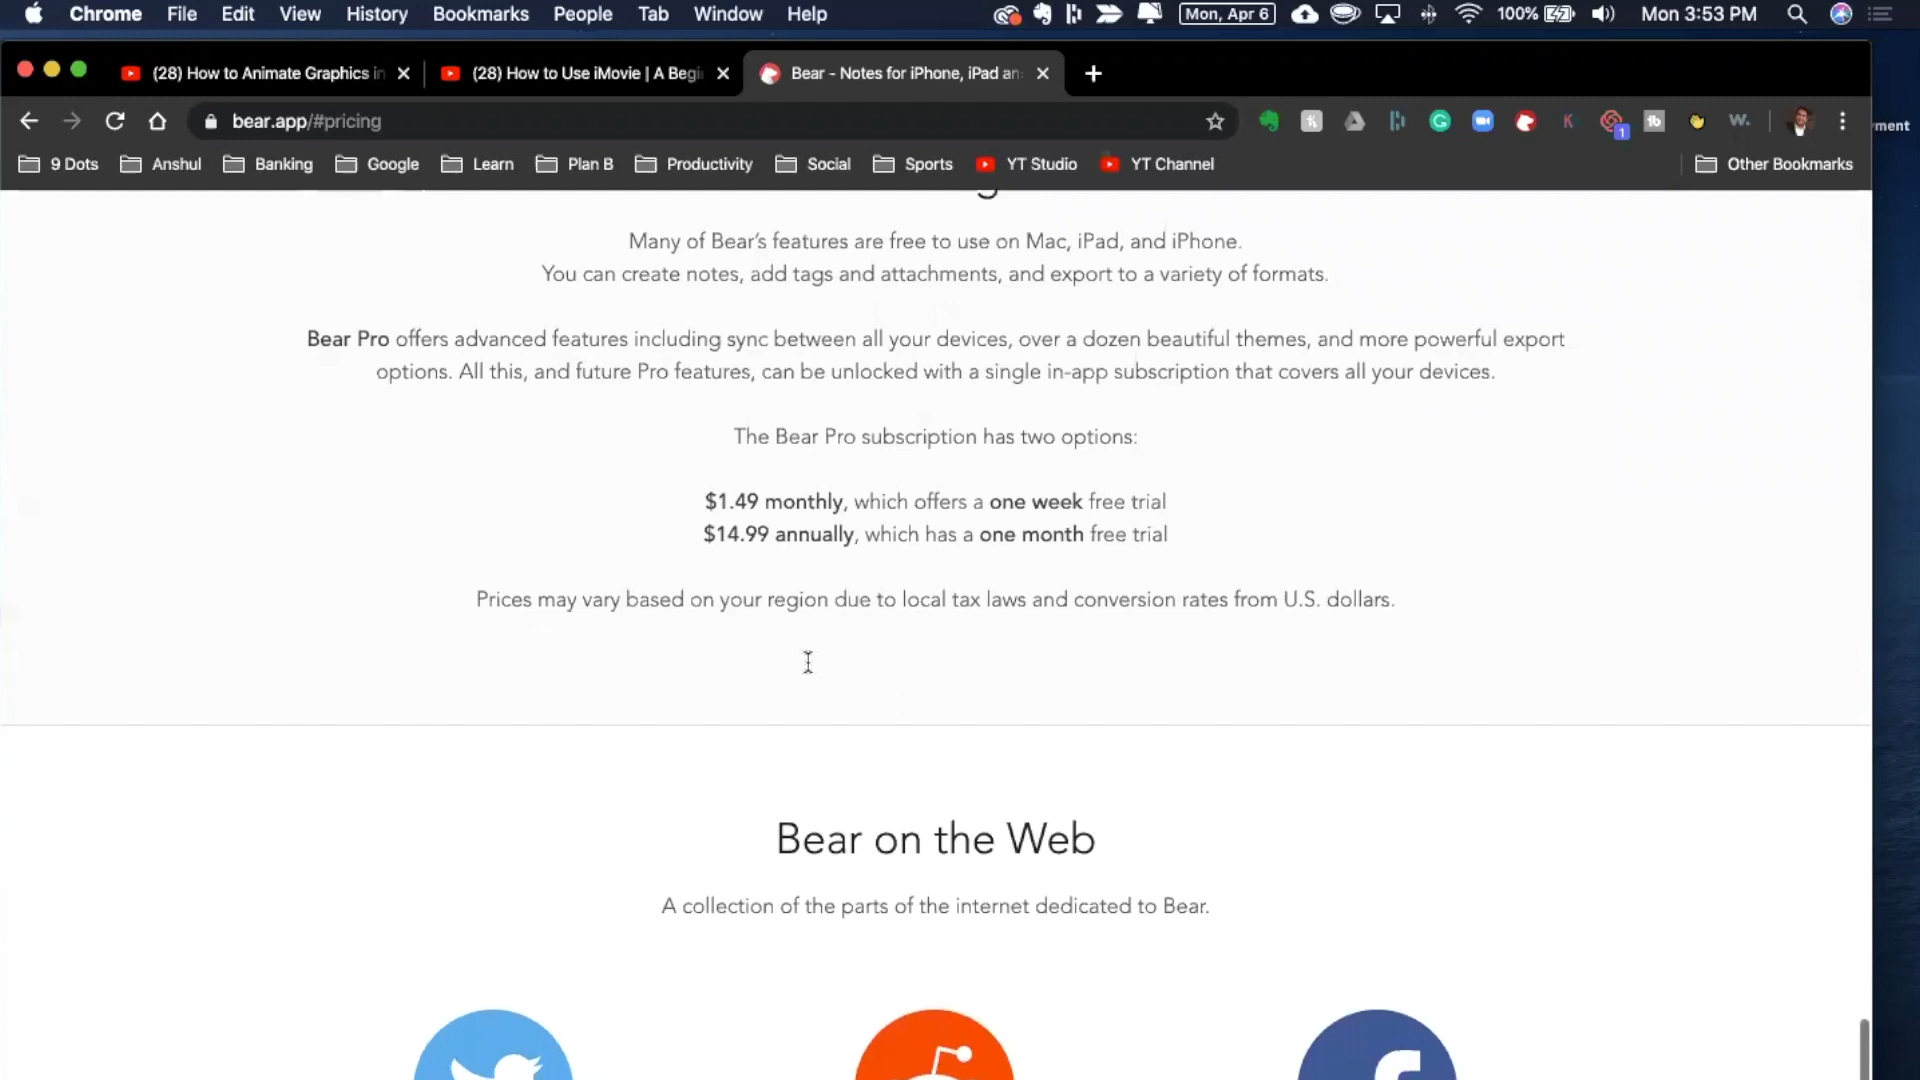 Chrome File Edit View History Bookmarks People Tab Window Help Mon, Apr 6 100% Mon 3:53 PM
(28) How to Animate Graphics in (28) How to Use iMovie | A Begi Bear - Notes for iPhone, iPad an
bear.app/#pricing
ment
9 Dots Anshul Banking Google Learn Plan B Productivity Social Sports YT Studio YT Channel Other Bookmarks
Many of Bear’s features are free to use on Mac, iPad, and iPhone.
You can create notes, add tags and attachments, and export to a variety of formats.
Bear Pro offers advanced features including sync between all your devices, over a dozen beautiful themes, and more powerful export
options. All this, and future Pro features, can be unlocked with a single in-app subscription that covers all your devices.
The Bear Pro subscription has two options:
$1.49 monthly, which offers a one week free trial
$14.99 annually, which has a one month free trial
Prices may vary based on your region due to local tax laws and conversion rates from U.S. dollars.
Bear on the Web
A collection of the parts of the internet dedicated to Bear.